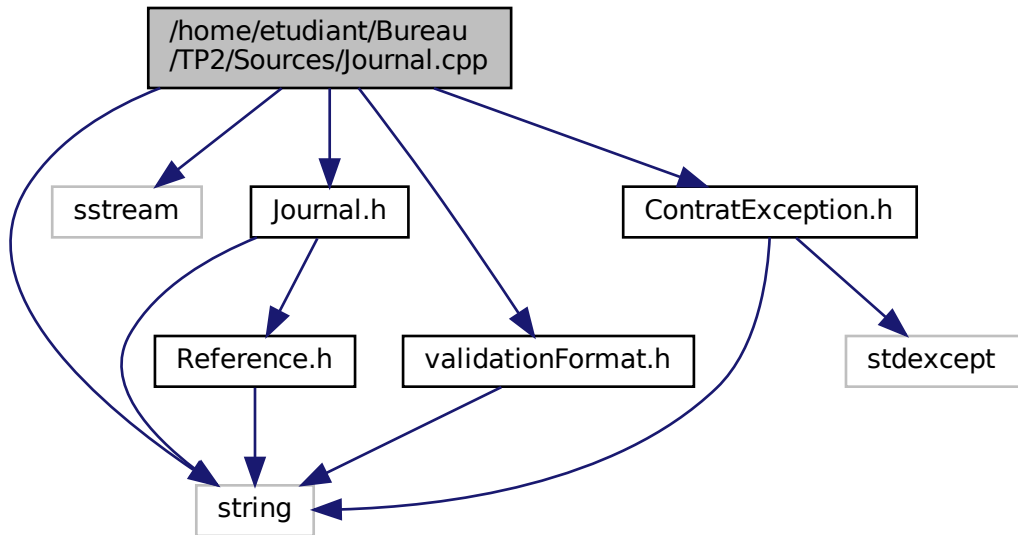 /home/etudiant/Bureau
/TP2/Sources/Journal.cpp
sstream
Journal.h
ContratException.h
Reference.h
validationFormat.h
stdexcept
string